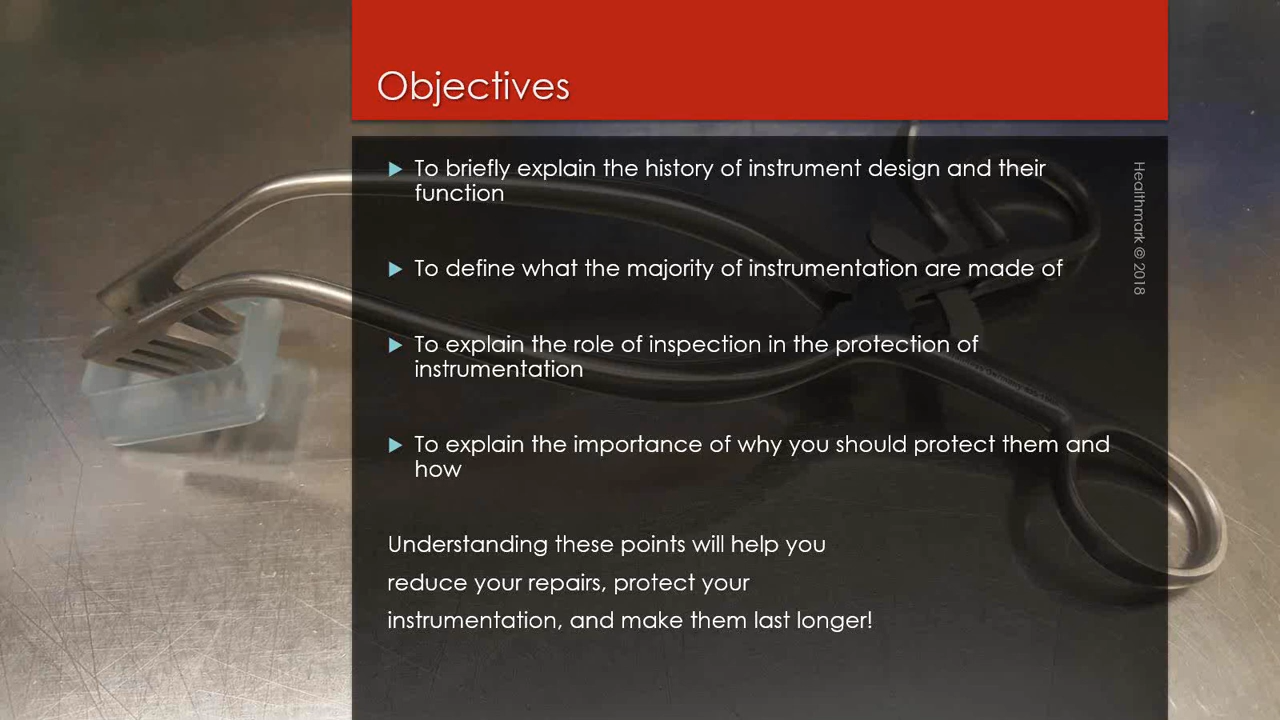 Objectives
To briefly explain the history of instrument design and their
function
To define what the majority of instrumentation are made of
To explain the role of inspection in the protection of
instrumentation
To explain the importance of why you should protect them and
how
Understanding these points will help you
reduce your repairs, protect your
instrumentation, and make them last longer!
Healthmark © 2018